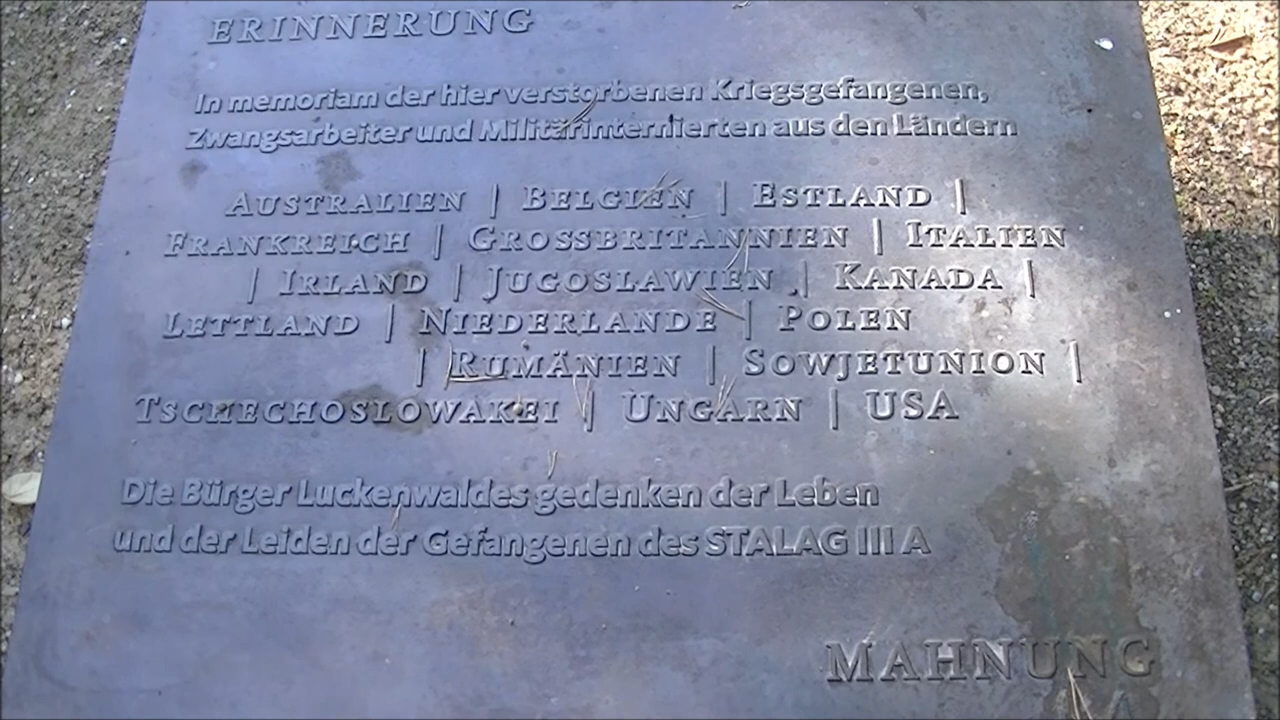 ERINNERUNG
In memoriam der hier verstorbenen Kriegsgefangenen,
Zwangsarbeiter und Militärinternierten aus den Ländern
AUSTRALIEN | BELGIEN | ESTLAND |
FRANKREICH | GROSSBRITANNIEN | ITALIEN
| IRLAND | JUGOSLAWIEN | KANADA |
LETTLAND | NIEDERLANDE | POLEN
| RUMÄNIEN | SOWJETUNION |
TSCHECHOSLOWAKEI | UNGARN | USA
Die Bürger Luckenwaldes gedenken der Leben
und der Leiden der Gefangenen des STALAG III A
MAHNUNG